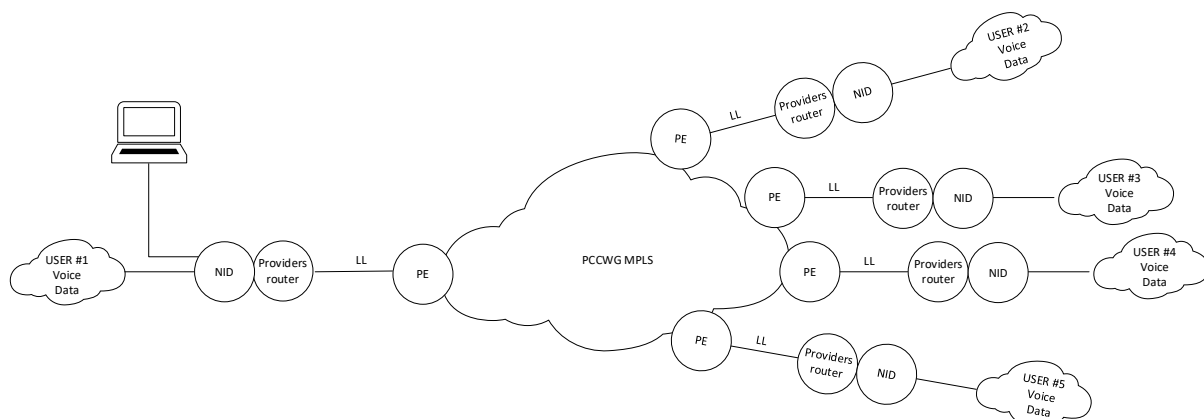 USER #2
Voice
Data
Providers
router
NID
LL
PE
USER #3
Voice
Data
Providers
router
NID
LL
PE
PCCWG MPLS
USER #1
Voice
Data
NID
Providers
router
LL
PE
PE
LL
Providers
router
NID
USER #4
Voice
Data
PE
LL
Providers
router
NID
USER #5
Voice
Data